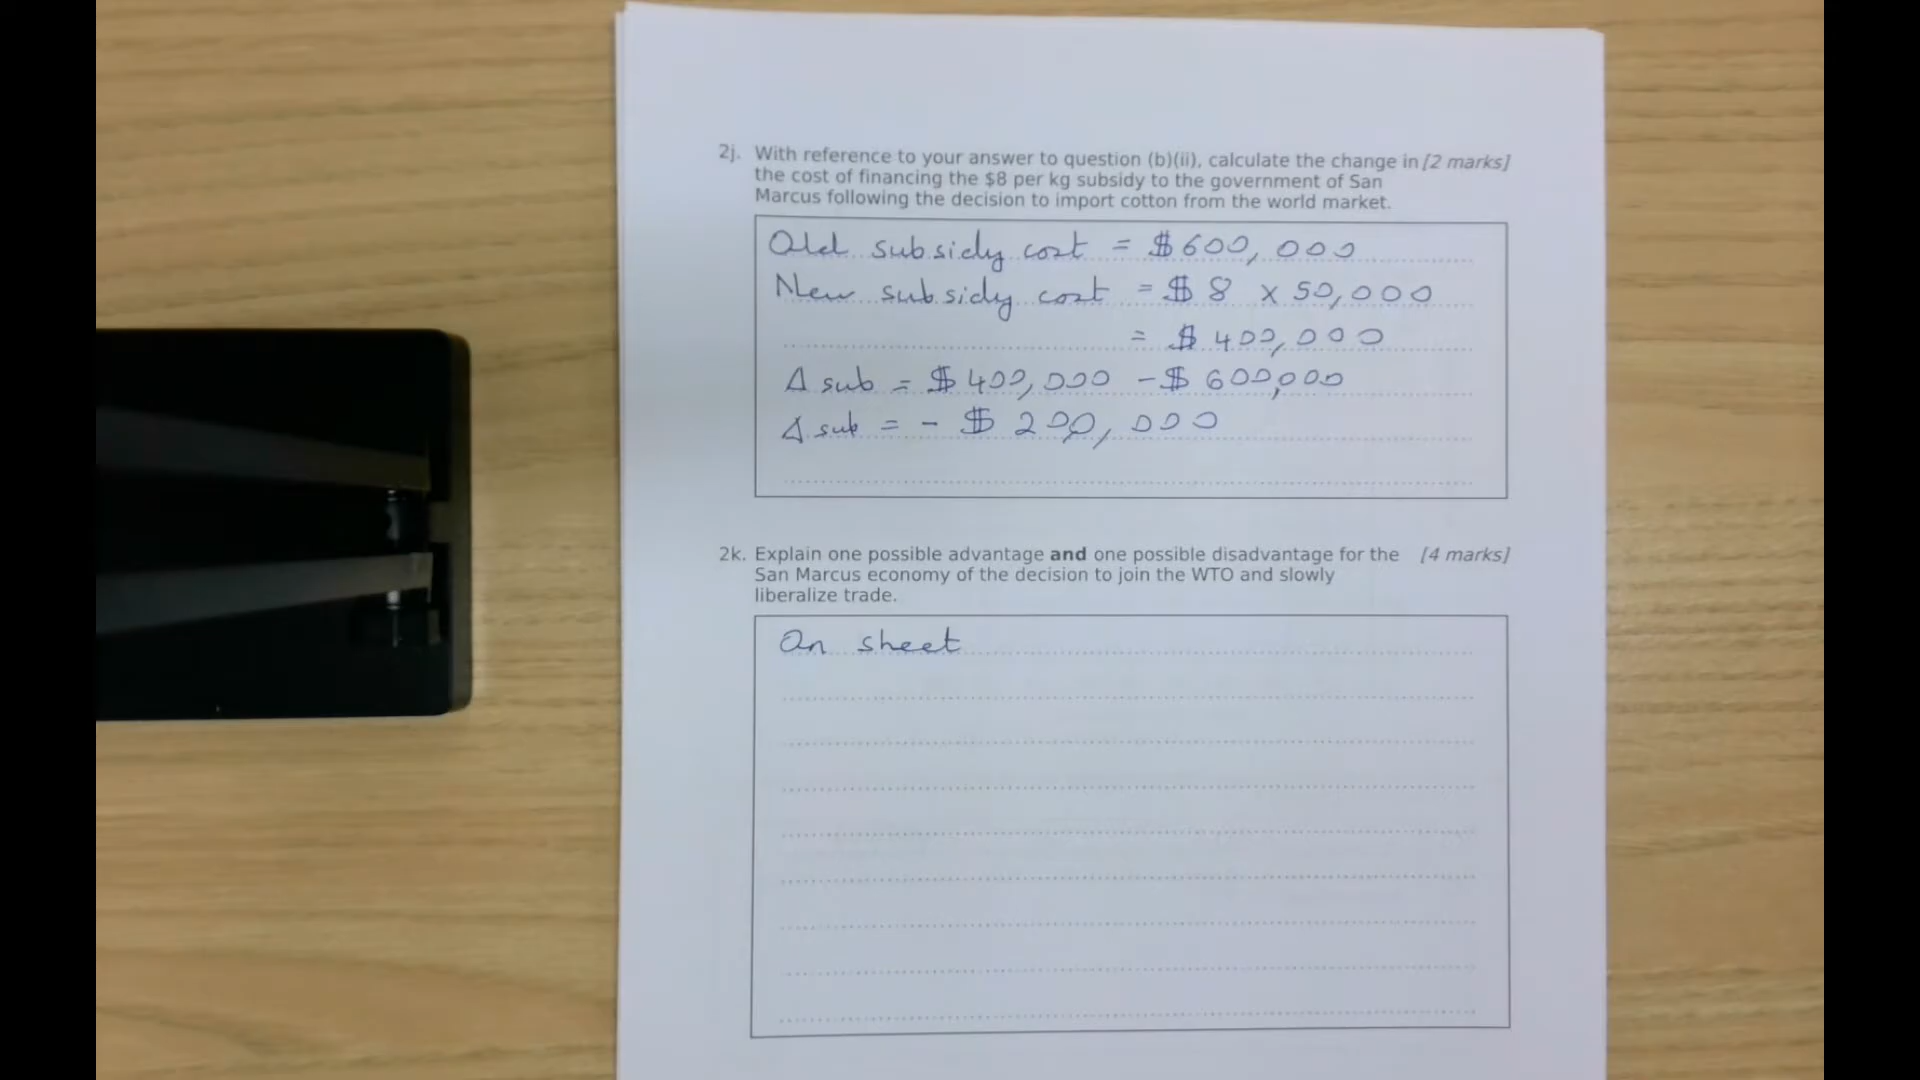 2j. With reference to your answer to question (b)(ii), calculate the change in [2 marks]
the cost of financing the $8 per kg subsidy to the government of San
Marcus following the decision to import cotton from the world market.
Old subsidy cost = $600,000
New subsidy cost = $8 x 50,000
= $400,000
Δ sub = $400,000 - $600,000
Δ sub = - $200,000
2k. Explain one possible advantage and one possible disadvantage for the [4 marks]
San Marcus economy of the decision to join the WTO and slowly
liberalize trade.
On sheet